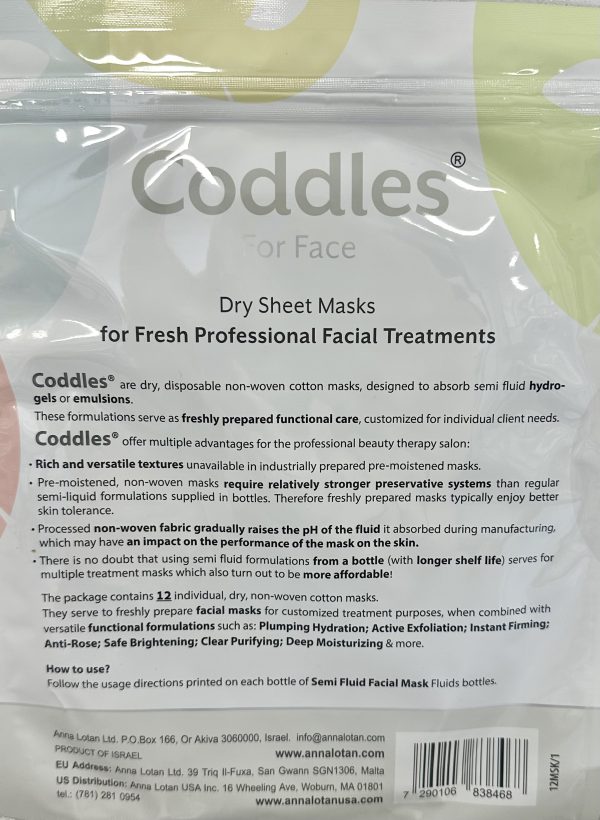 Coddles®
For Face
Dry Sheet Masks
for Fresh Professional Facial Treatments
Coddles® are dry, disposable non-woven cotton masks, designed to absorb semi fluid hydro-
gels or emulsions.
These formulations serve as freshly prepared functional care, customized for individual client needs.
Coddles® offer multiple advantages for the professional beauty therapy salon:
• Rich and versatile textures unavailable in industrially prepared pre-moistened masks.
• Pre-moistened, non-woven masks require relatively stronger preservative systems than regular
semi-liquid formulations supplied in bottles. Therefore freshly prepared masks typically enjoy better
skin tolerance.
• Processed non-woven fabric gradually raises the pH of the fluid it absorbed during manufacturing,
which may have an impact on the performance of the mask on the skin.
• There is no doubt that using semi fluid formulations from a bottle (with longer shelf life) serves for
multiple treatment masks which also turn out to be more affordable!
The package contains 12 individual, dry, non-woven cotton masks.
They serve to freshly prepare facial masks for customized treatment purposes, when combined with
versatile functional formulations such as: Plumping Hydration; Active Exfoliation; Instant Firming;
Anti-Rose; Safe Brightening; Clear Purifying; Deep Moisturizing & more.
How to use?
Follow the usage directions printed on each bottle of Semi Fluid Facial Mask Fluids bottles.
Anna Lotan Ltd. P.O.Box 166, Or Akiva 3060000, Israel. info@annalotan.com
PRODUCT OF ISRAEL www.annalotan.com
EU Address: Anna Lotan Ltd. 39 Triq Il-Fuxa, San Gwann SGN1306, Malta
US Distribution: Anna Lotan USA Inc. 16 Wheeling Ave, Woburn, MA 01801
tel.: (781) 281 0954 www.annalotanusa.com
7 290106 838468
12MSK/1